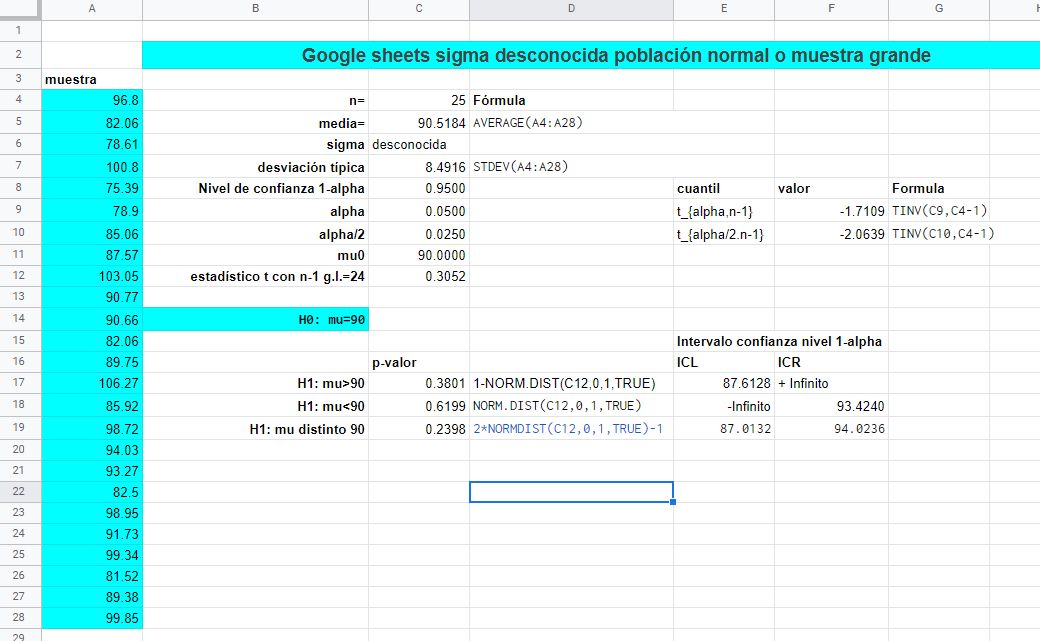 A B C D E F G
1
2 Google sheets sigma desconocida población normal o muestra grande
3 muestra
4 96.8 n= 25 Fórmula
5 82.06 media= 90.5184 AVERAGE(A4:A28)
6 78.61 sigma desconocida
7 100.8 desviación típica 8.4916 STDEV(A4:A28)
8 75.39 Nivel de confianza 1-alpha 0.9500 cuantil valor Formula
9 78.9 alpha 0.0500 t_{alpha,n-1} -1.7109 TINV(C9,C4-1)
10 85.06 alpha/2 0.0250 t_{alpha/2.n-1} -2.0639 TINV(C10,C4-1)
11 87.57 mu0 90.0000
12 103.05 estadístico t con n-1 g.l.=24 0.3052
13 90.77
14 90.66 H0: mu=90
15 82.06 Intervalo confianza nivel 1-alpha
16 89.75 p-valor ICL ICR
17 106.27 H1: mu>90 0.3801 1-NORM.DIST(C12,0,1,TRUE) 87.6128 + Infinito
18 85.92 H1: mu<90 0.6199 NORM.DIST(C12,0,1,TRUE) -Infinito 93.4240
19 98.72 H1: mu distinto 90 0.2398 2*NORMDIST(C12,0,1,TRUE)-1 87.0132 94.0236
20 94.03
21 93.27
22 82.5
23 98.95
24 91.73
25 99.34
26 81.52
27 89.38
28 99.85
29